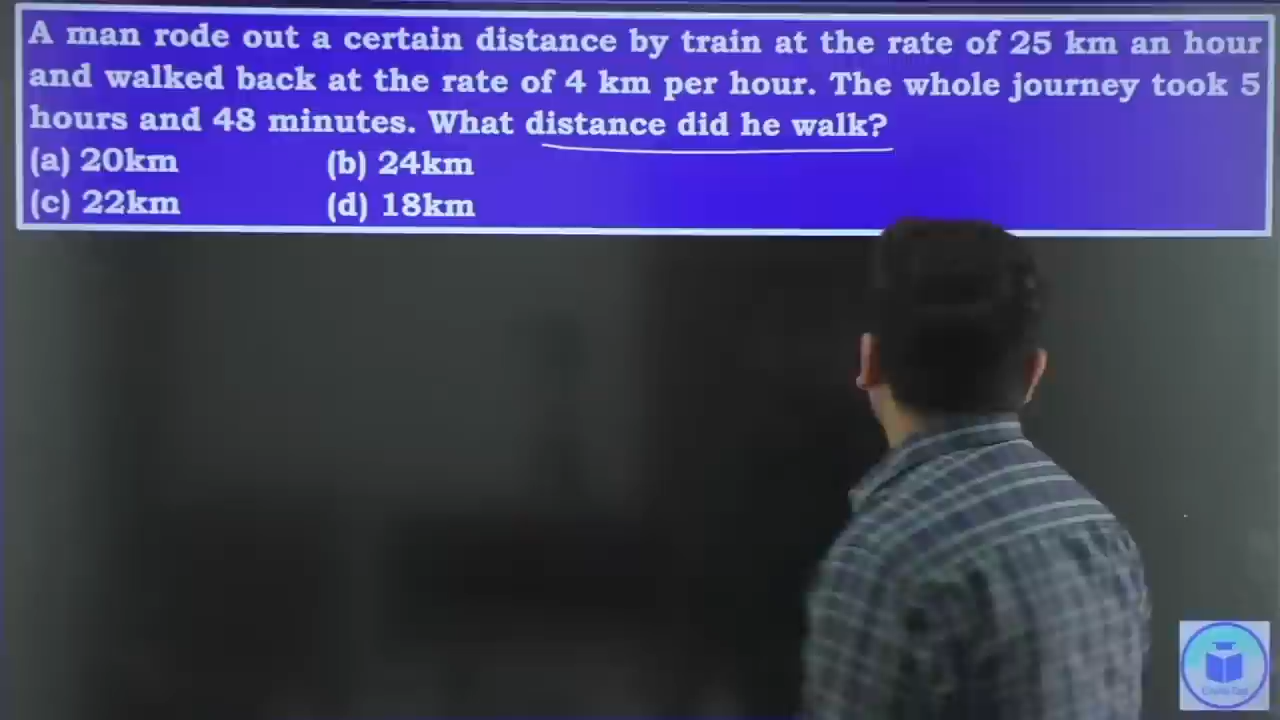 A man rode out a certain distance by train at the rate of 25 km an hour
and walked back at the rate of 4 km per hour. The whole journey took 5
hours and 48 minutes. What distance did he walk?
(a) 20km (b) 24km
(c) 22km (d) 18km